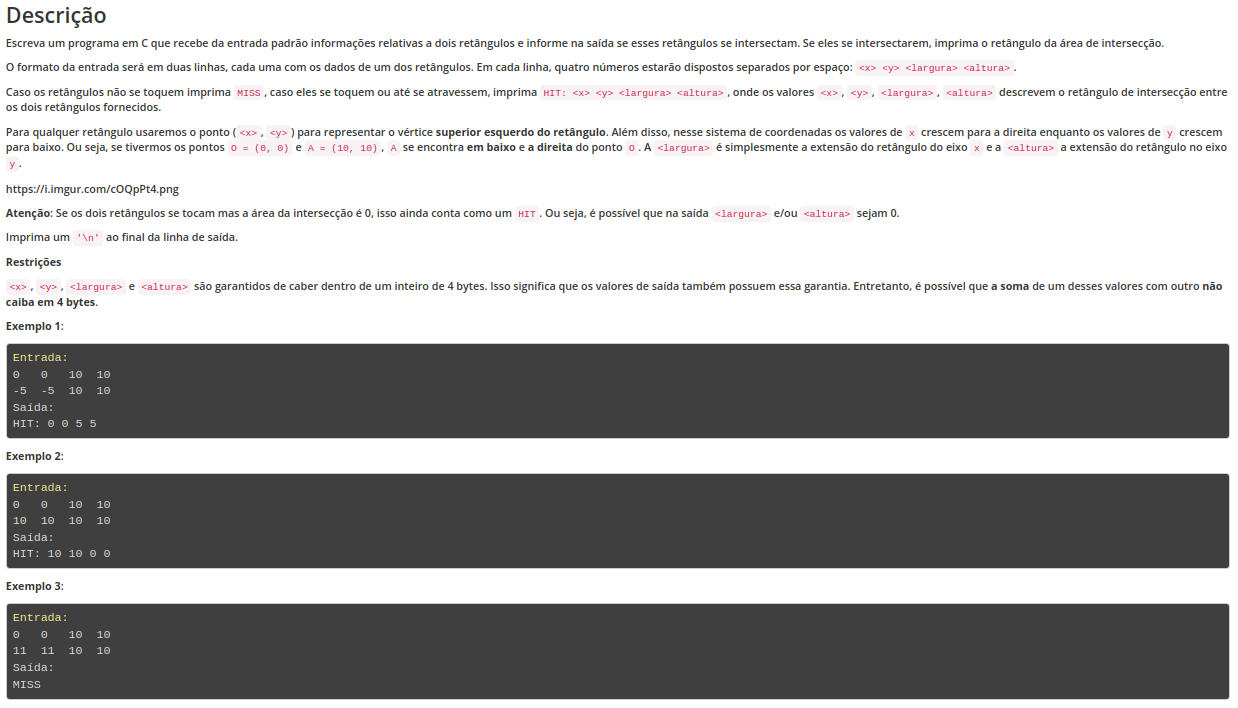 Descrição
Escreva um programa em C que recebe da entrada padrão informações relativas a dois retângulos e informe na saída se esses retângulos se intersectam. Se eles se intersectarem, imprima o retângulo da área de intersecção.
O formato da entrada será em duas linhas, cada uma com os dados de um dos retângulos. Em cada linha, quatro números estarão dispostos separados por espaço: <x> <y> <largura> <altura>.
Caso os retângulos não se toquem imprima MISS, caso eles se toquem ou até se atravessem, imprima HIT: <x> <y> <largura> <altura>, onde os valores <x>, <y>, <largura>, <altura> descrevem o retângulo de intersecção entre
os dois retângulos fornecidos.
Para qualquer retângulo usaremos o ponto (<x>, <y>) para representar o vértice superior esquerdo do retângulo. Além disso, nesse sistema de coordenadas os valores de x crescem para a direita enquanto os valores de y crescem
para baixo. Ou seja, se tivermos os pontos O = (0, 0) e A = (10, 10), A se encontra em baixo e a direita do ponto O. A <largura> é simplesmente a extensão do retângulo do eixo x e a <altura> a extensão do retângulo no eixo
y.
https://i.imgur.com/cOQpPt4.png
Atenção: Se os dois retângulos se tocam mas a área da intersecção é 0, isso ainda conta como um HIT. Ou seja, é possível que na saída <largura> e/ou <altura> sejam 0.
Imprima um '\n' ao final da linha de saída.
Restrições
<x>, <y>, <largura> e <altura> são garantidos de caber dentro de um inteiro de 4 bytes. Isso significa que os valores de saída também possuem essa garantia. Entretanto, é possível que a soma de um desses valores com outro não
caiba em 4 bytes.
Exemplo 1:
Entrada:
0 0 10 10
-5 -5 10 10
Saída:
HIT: 0 0 5 5
Exemplo 2:
Entrada:
0 0 10 10
10 10 10 10
Saída:
HIT: 10 10 0 0
Exemplo 3:
Entrada:
0 0 10 10
11 11 10 10
Saída:
MISS